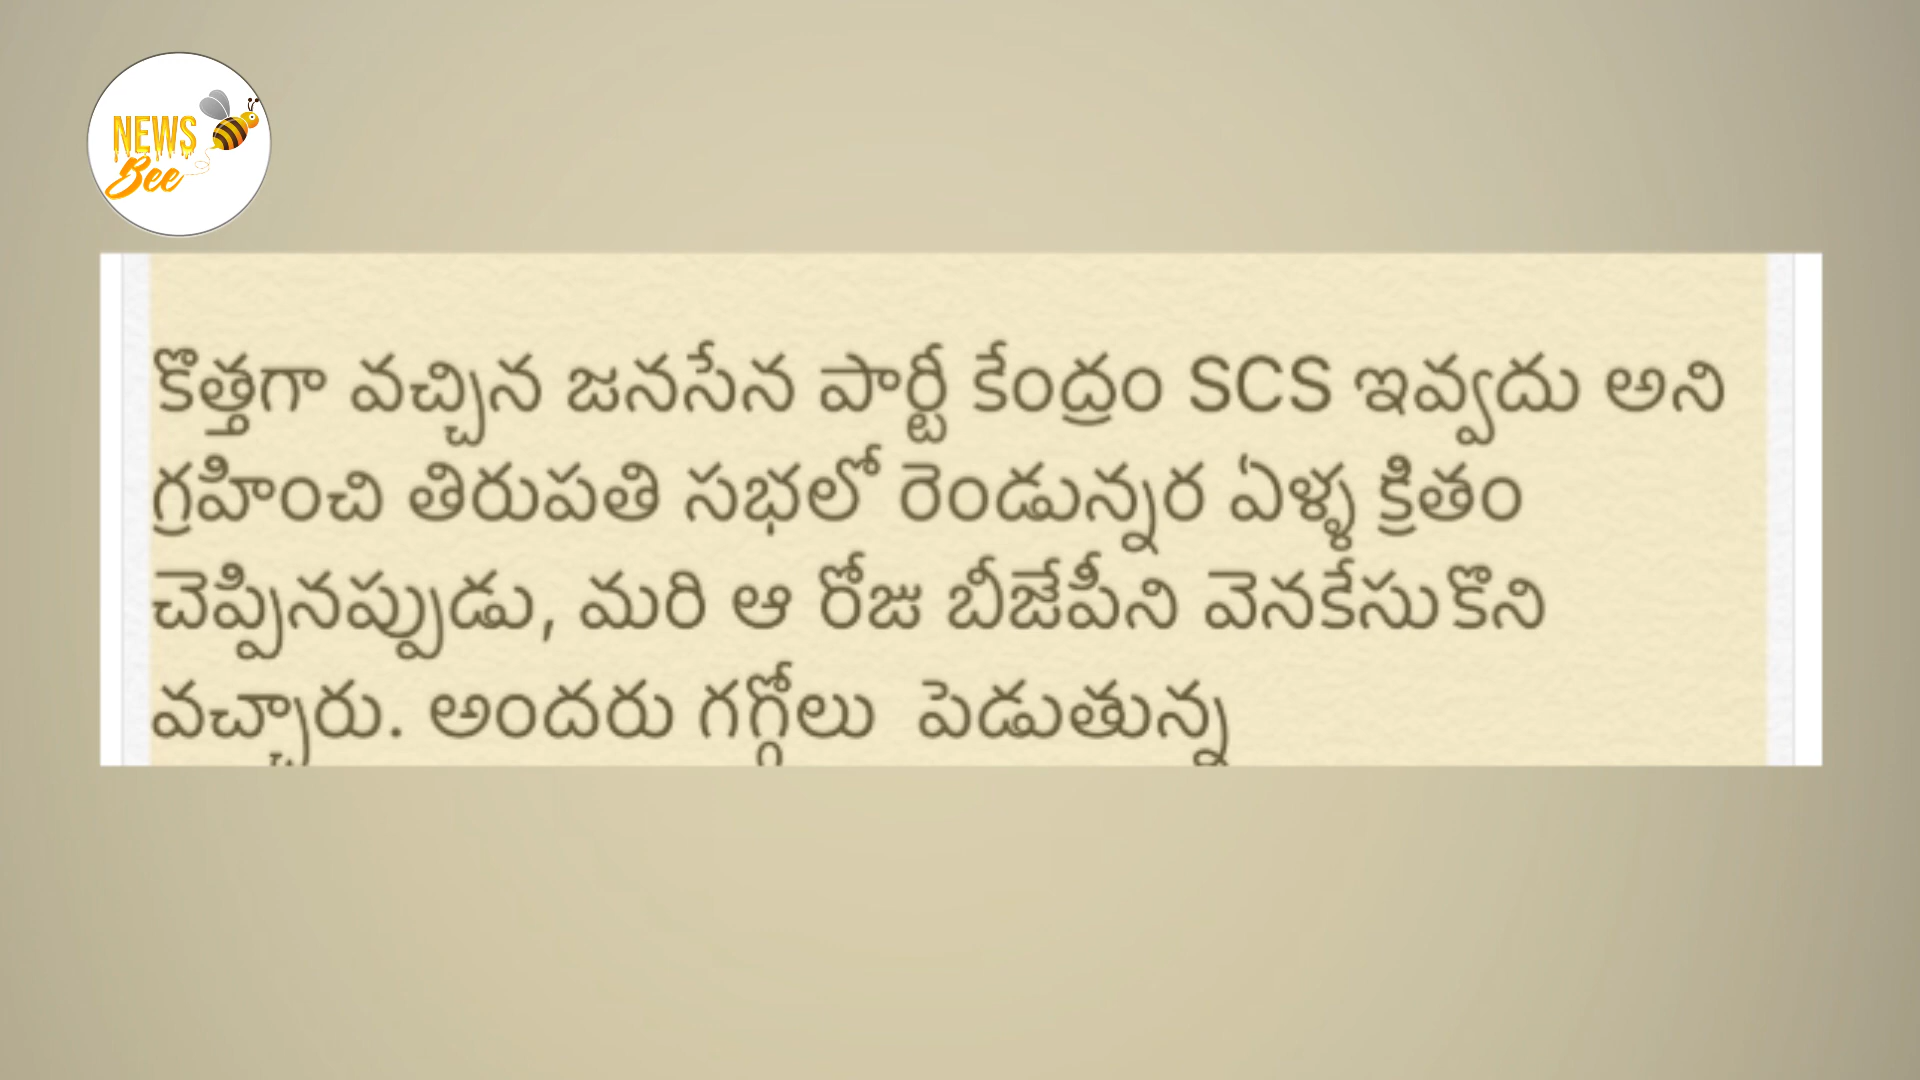 NEWS
Bee
కొత్తగా వచ్చిన జనసేన పార్టీ కేంద్రం SCS ఇవ్వదు అని
గ్రహించి తిరుపతి సభలో రెండున్నర ఏళ్ళ క్రితం
చెప్పినప్పుడు, మరి ఆ రోజు బీజేపీని వెనకేసుకొని
వచ్చారు. అందరు గగ్గోలు పెడుతున్న